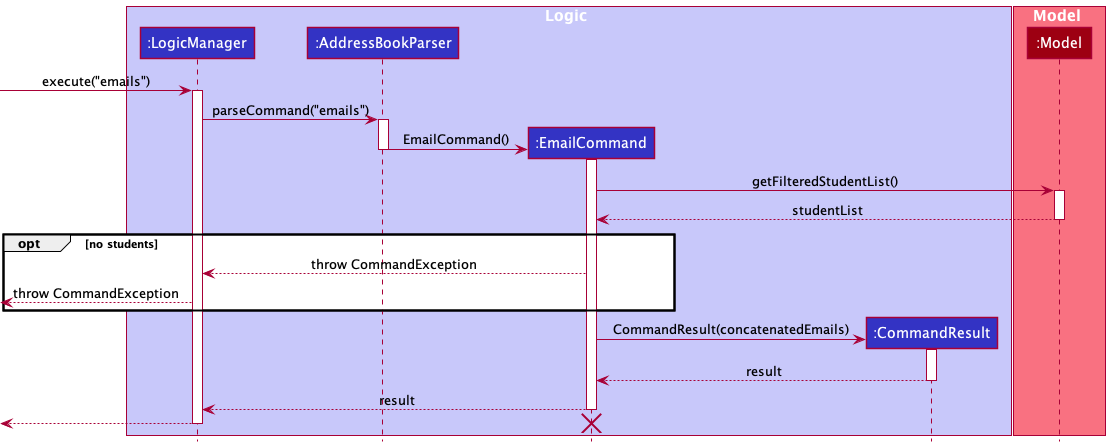 Logic
Model
:LogicManager
:AddressBookParser
:Model
execute("emails")
parseCommand("emails")
EmailCommand()
:EmailCommand
getFilteredStudentList()
studentList
opt
[no students]
throw CommandException
throw CommandException
CommandResult(concatenatedEmails)
:CommandResult
result
result